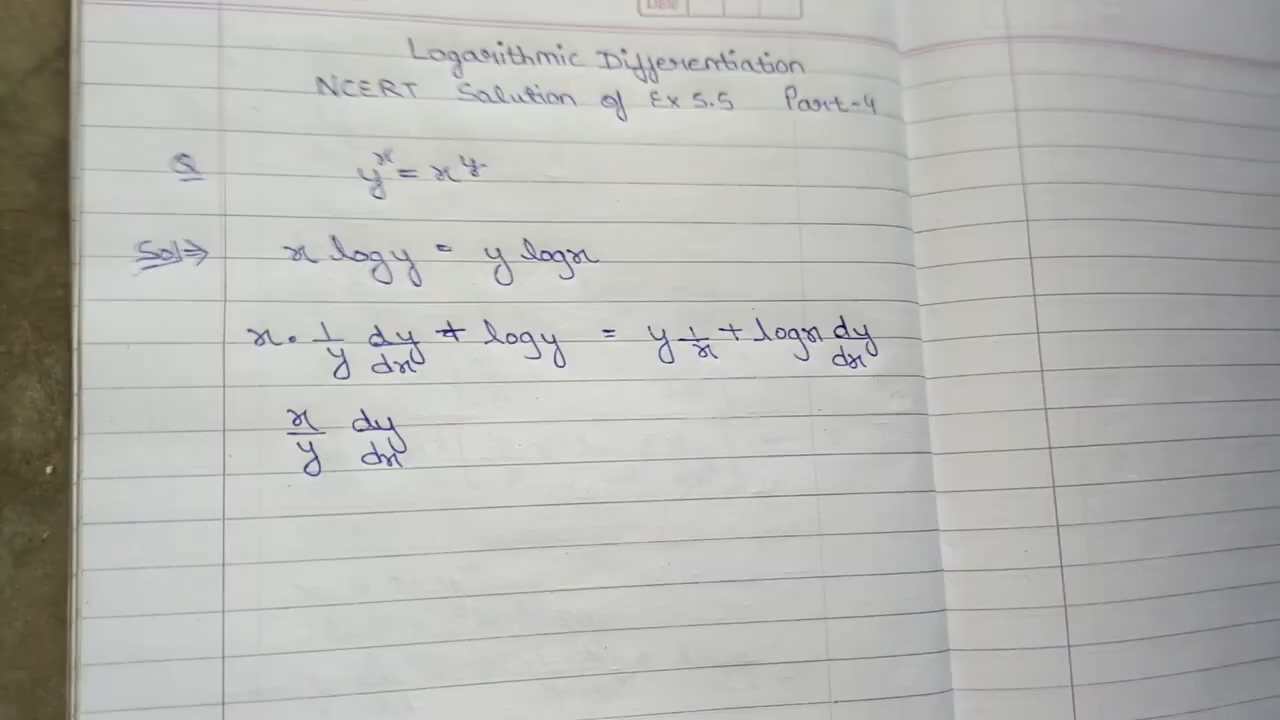 Date
Logarithmic Differentiation
NCERT Solution of Ex 5.5 Part-4
Q y^x = x^y
Sol⇒ x log y = y log x
x · 1/y dy/dx + log y = y 1/x + log x dy/dx
x/y dy/dx